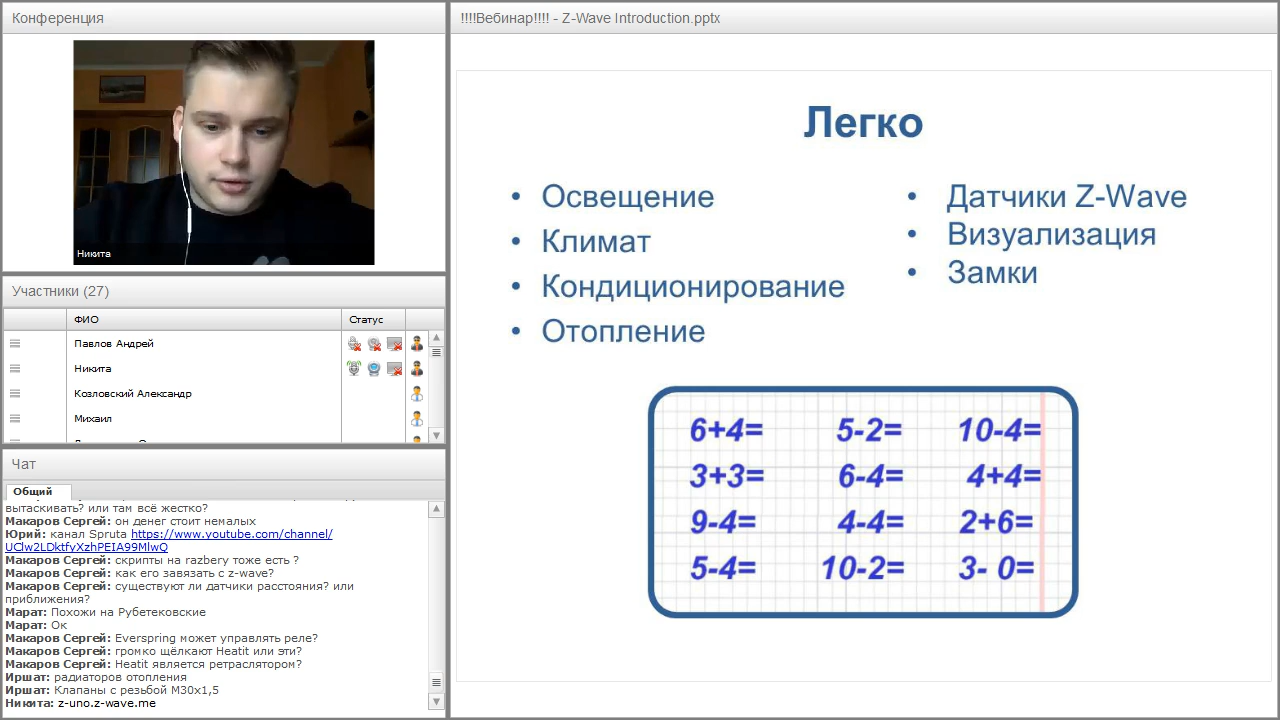 Конференция
Никита
Участники (27)
ФИО
Статус
Павлов Андрей
Никита
Козловский Александр
Михаил
Чат
Общий
вытаскивать? или там всё жестко?
Макаров Сергей: он денег стоит немалых
Юрий: канал Spruta https://www.youtube.com/channel/
UClw2LDktfyXzhPEIA99MlwQ
Макаров Сергей: скрипты на razbery тоже есть ?
Макаров Сергей: как его завязать с z-wave?
Макаров Сергей: существуют ли датчики расстояния? или
приближения?
Марат: Похожи на Рубетековские
Марат: Ок
Макаров Сергей: Everspring может управлять реле?
Макаров Сергей: громко щёлкают Heatit или эти?
Макаров Сергей: Heatit является ретраслятором?
Иршат: радиаторов отопления
Иршат: Клапаны с резьбой М30х1,5
Никита: z-uno.z-wave.me
!!!!Вебинар!!!! - Z-Wave Introduction.pptx
Легко
• Освещение
• Климат
• Кондиционирование
• Отопление
• Датчики Z-Wave
• Визуализация
• Замки
6+4= 5-2= 10-4=
3+3= 6-4= 4+4=
9-4= 4-4= 2+6=
5-4= 10-2= 3- 0=